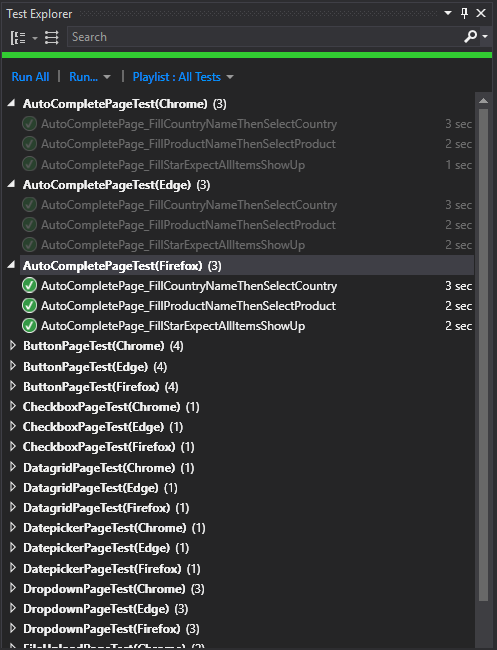 Test Explorer
Search
Run All | Run... | Playlist : All Tests
AutoCompletePageTest(Chrome) (3)
AutoCompletePage_FillCountryNameThenSelectCountry 3 sec
AutoCompletePage_FillProductNameThenSelectProduct 2 sec
AutoCompletePage_FillStarExpectAllItemsShowUp 1 sec
AutoCompletePageTest(Edge) (3)
AutoCompletePage_FillCountryNameThenSelectCountry 3 sec
AutoCompletePage_FillProductNameThenSelectProduct 2 sec
AutoCompletePage_FillStarExpectAllItemsShowUp 2 sec
AutoCompletePageTest(Firefox) (3)
AutoCompletePage_FillCountryNameThenSelectCountry 3 sec
AutoCompletePage_FillProductNameThenSelectProduct 2 sec
AutoCompletePage_FillStarExpectAllItemsShowUp 2 sec
ButtonPageTest(Chrome) (4)
ButtonPageTest(Edge) (4)
ButtonPageTest(Firefox) (4)
CheckboxPageTest(Chrome) (1)
CheckboxPageTest(Edge) (1)
CheckboxPageTest(Firefox) (1)
DatagridPageTest(Chrome) (1)
DatagridPageTest(Edge) (1)
DatagridPageTest(Firefox) (1)
DatepickerPageTest(Chrome) (1)
DatepickerPageTest(Edge) (1)
DatepickerPageTest(Firefox) (1)
DropdownPageTest(Chrome) (3)
DropdownPageTest(Edge) (3)
DropdownPageTest(Firefox) (3)
FileUploadPageTest(Chrome) (3)